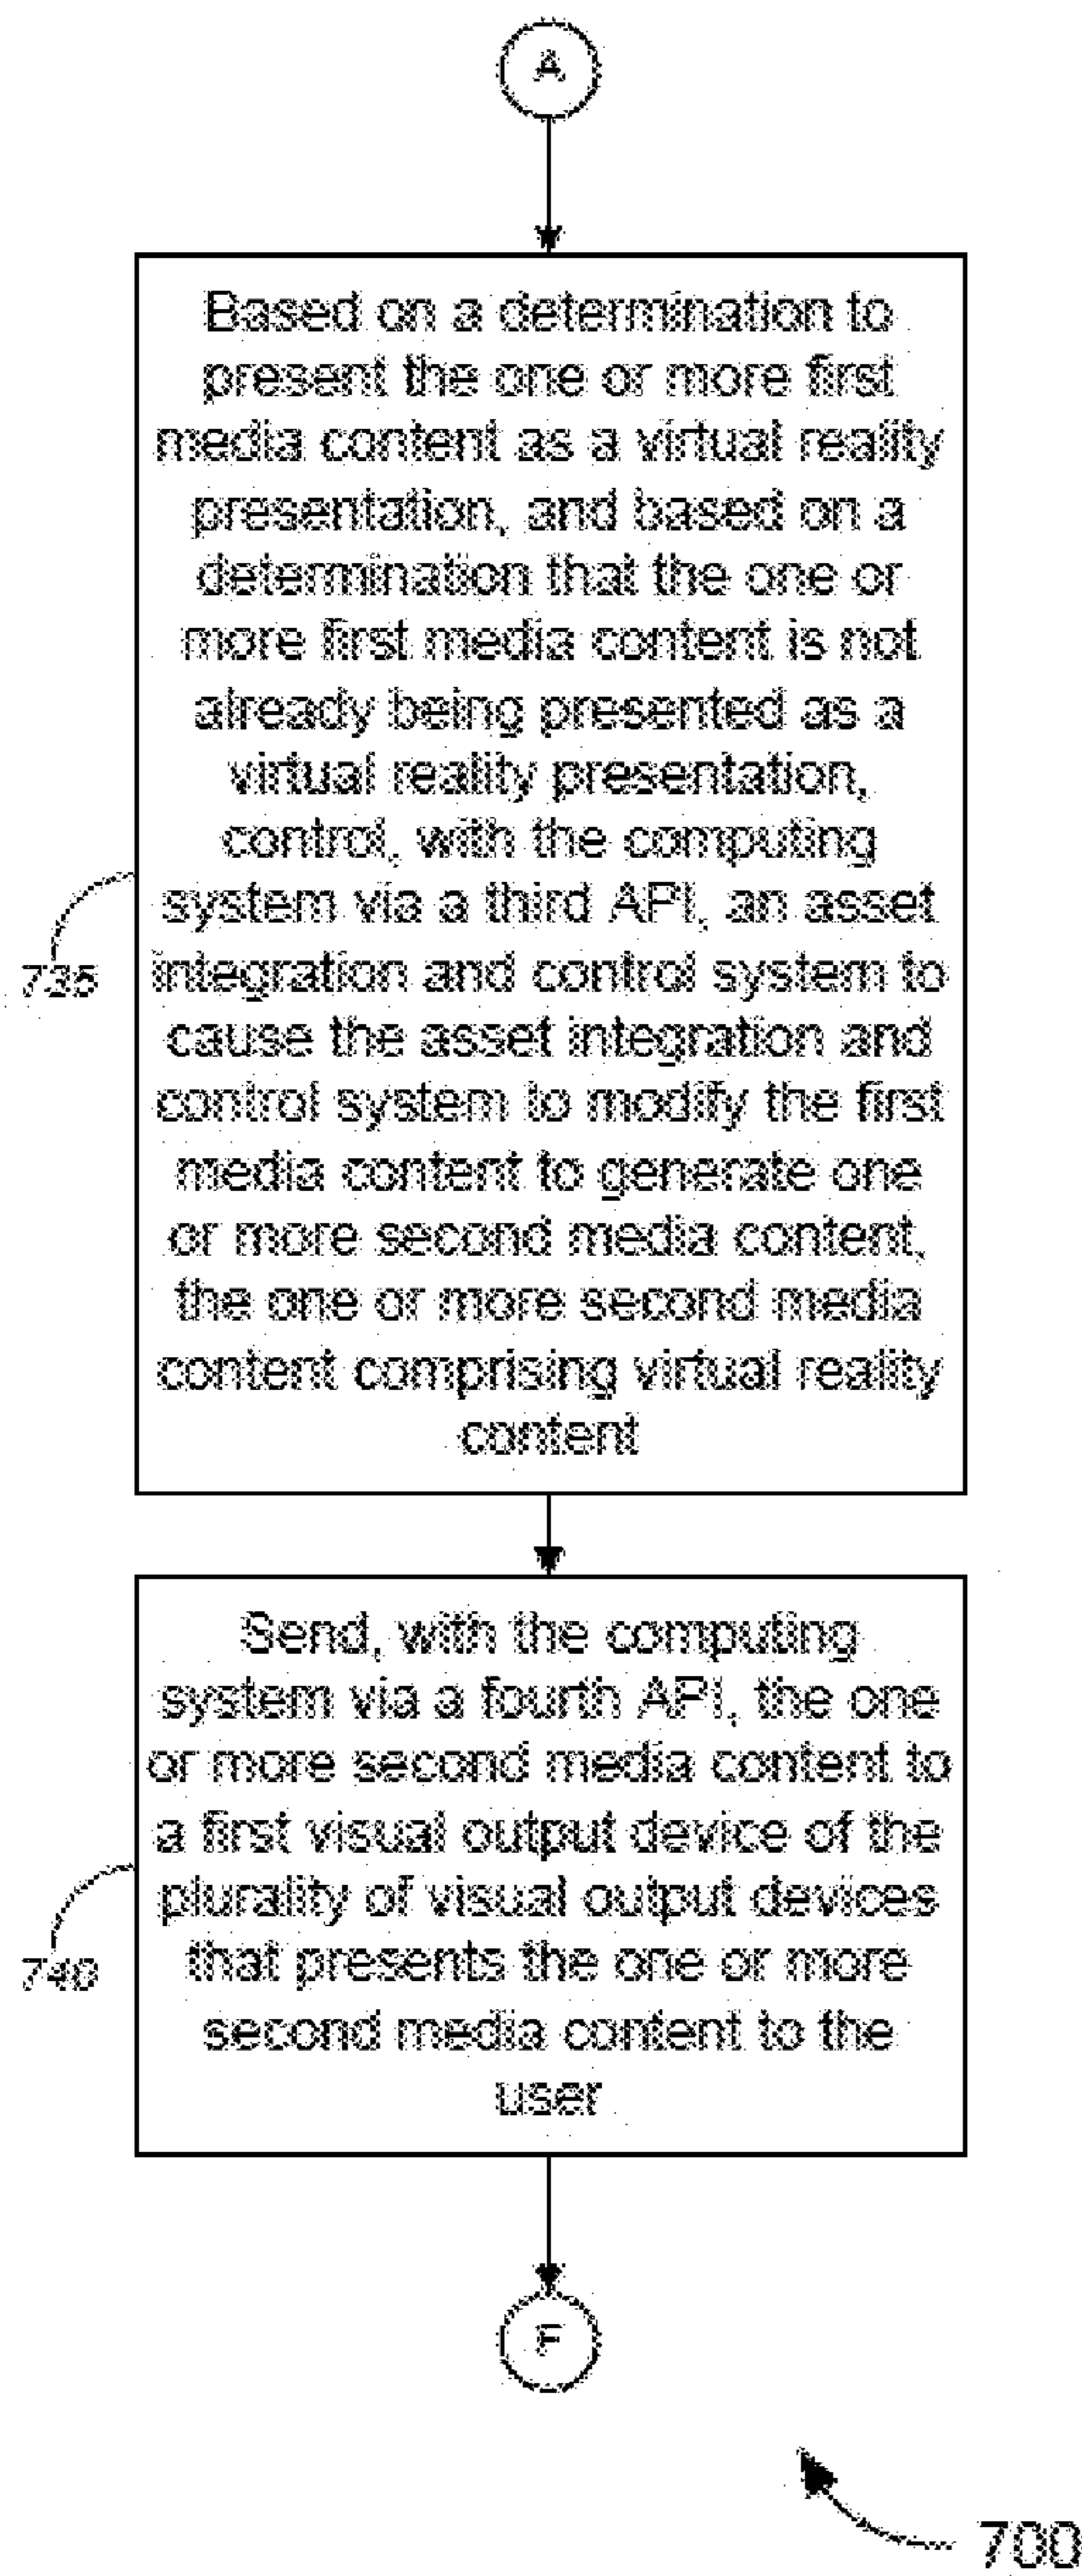 A
Based on a determination to
present the one or more first
media content as a virtual reality
presentation, and based on a
determination that the one or
more first media content is not
already being presented as a
virtual reality presentation,
control, with the computing
system via a third API, an asset
integration and control system to
cause the asset integration and
control system to modify the first
media content to generate one
or more second media content,
the one or more second media
content comprising virtual reality
content
735
Send, with the computing
system via a fourth API, the one
or more second media content to
a first visual output device of the
plurality of visual output devices
that presents the one or more
second media content to the
user
740
F
700